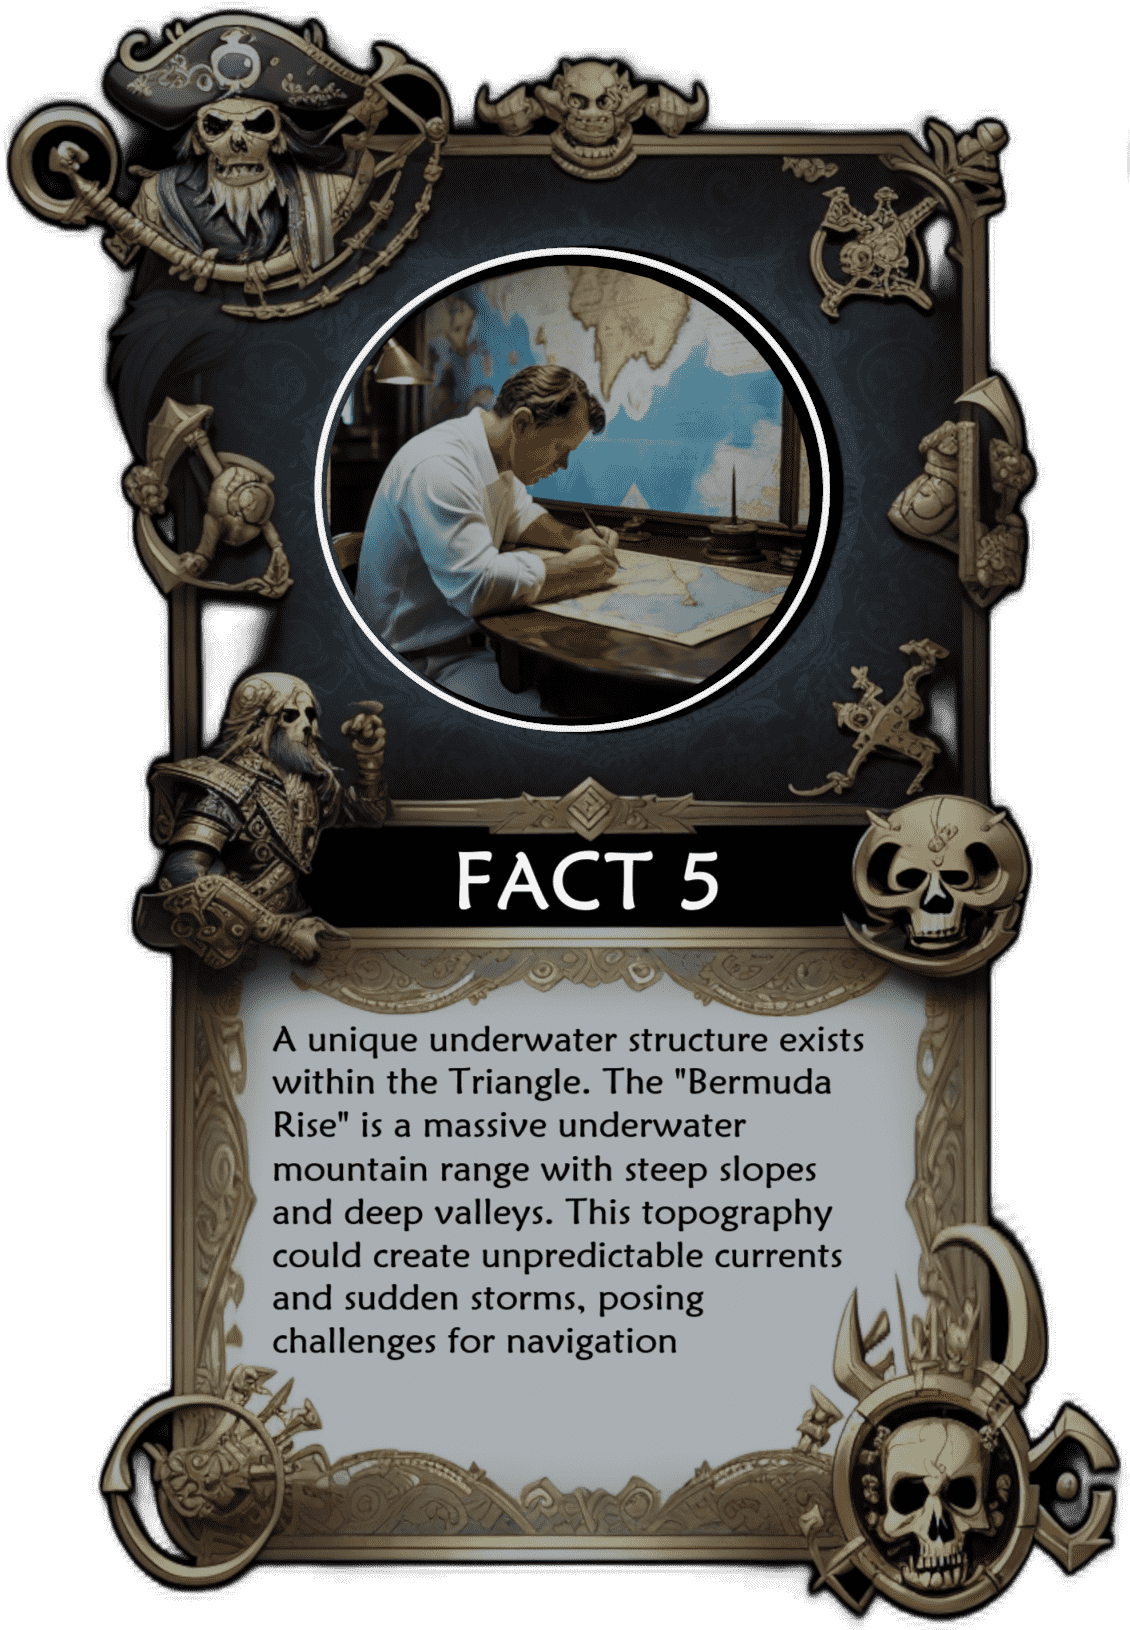 FACT 5
A unique underwater structure exists
within the Triangle. The "Bermuda
Rise" is a massive underwater
mountain range with steep slopes
and deep valleys. This topography
could create unpredictable currents
and sudden storms, posing
challenges for navigation